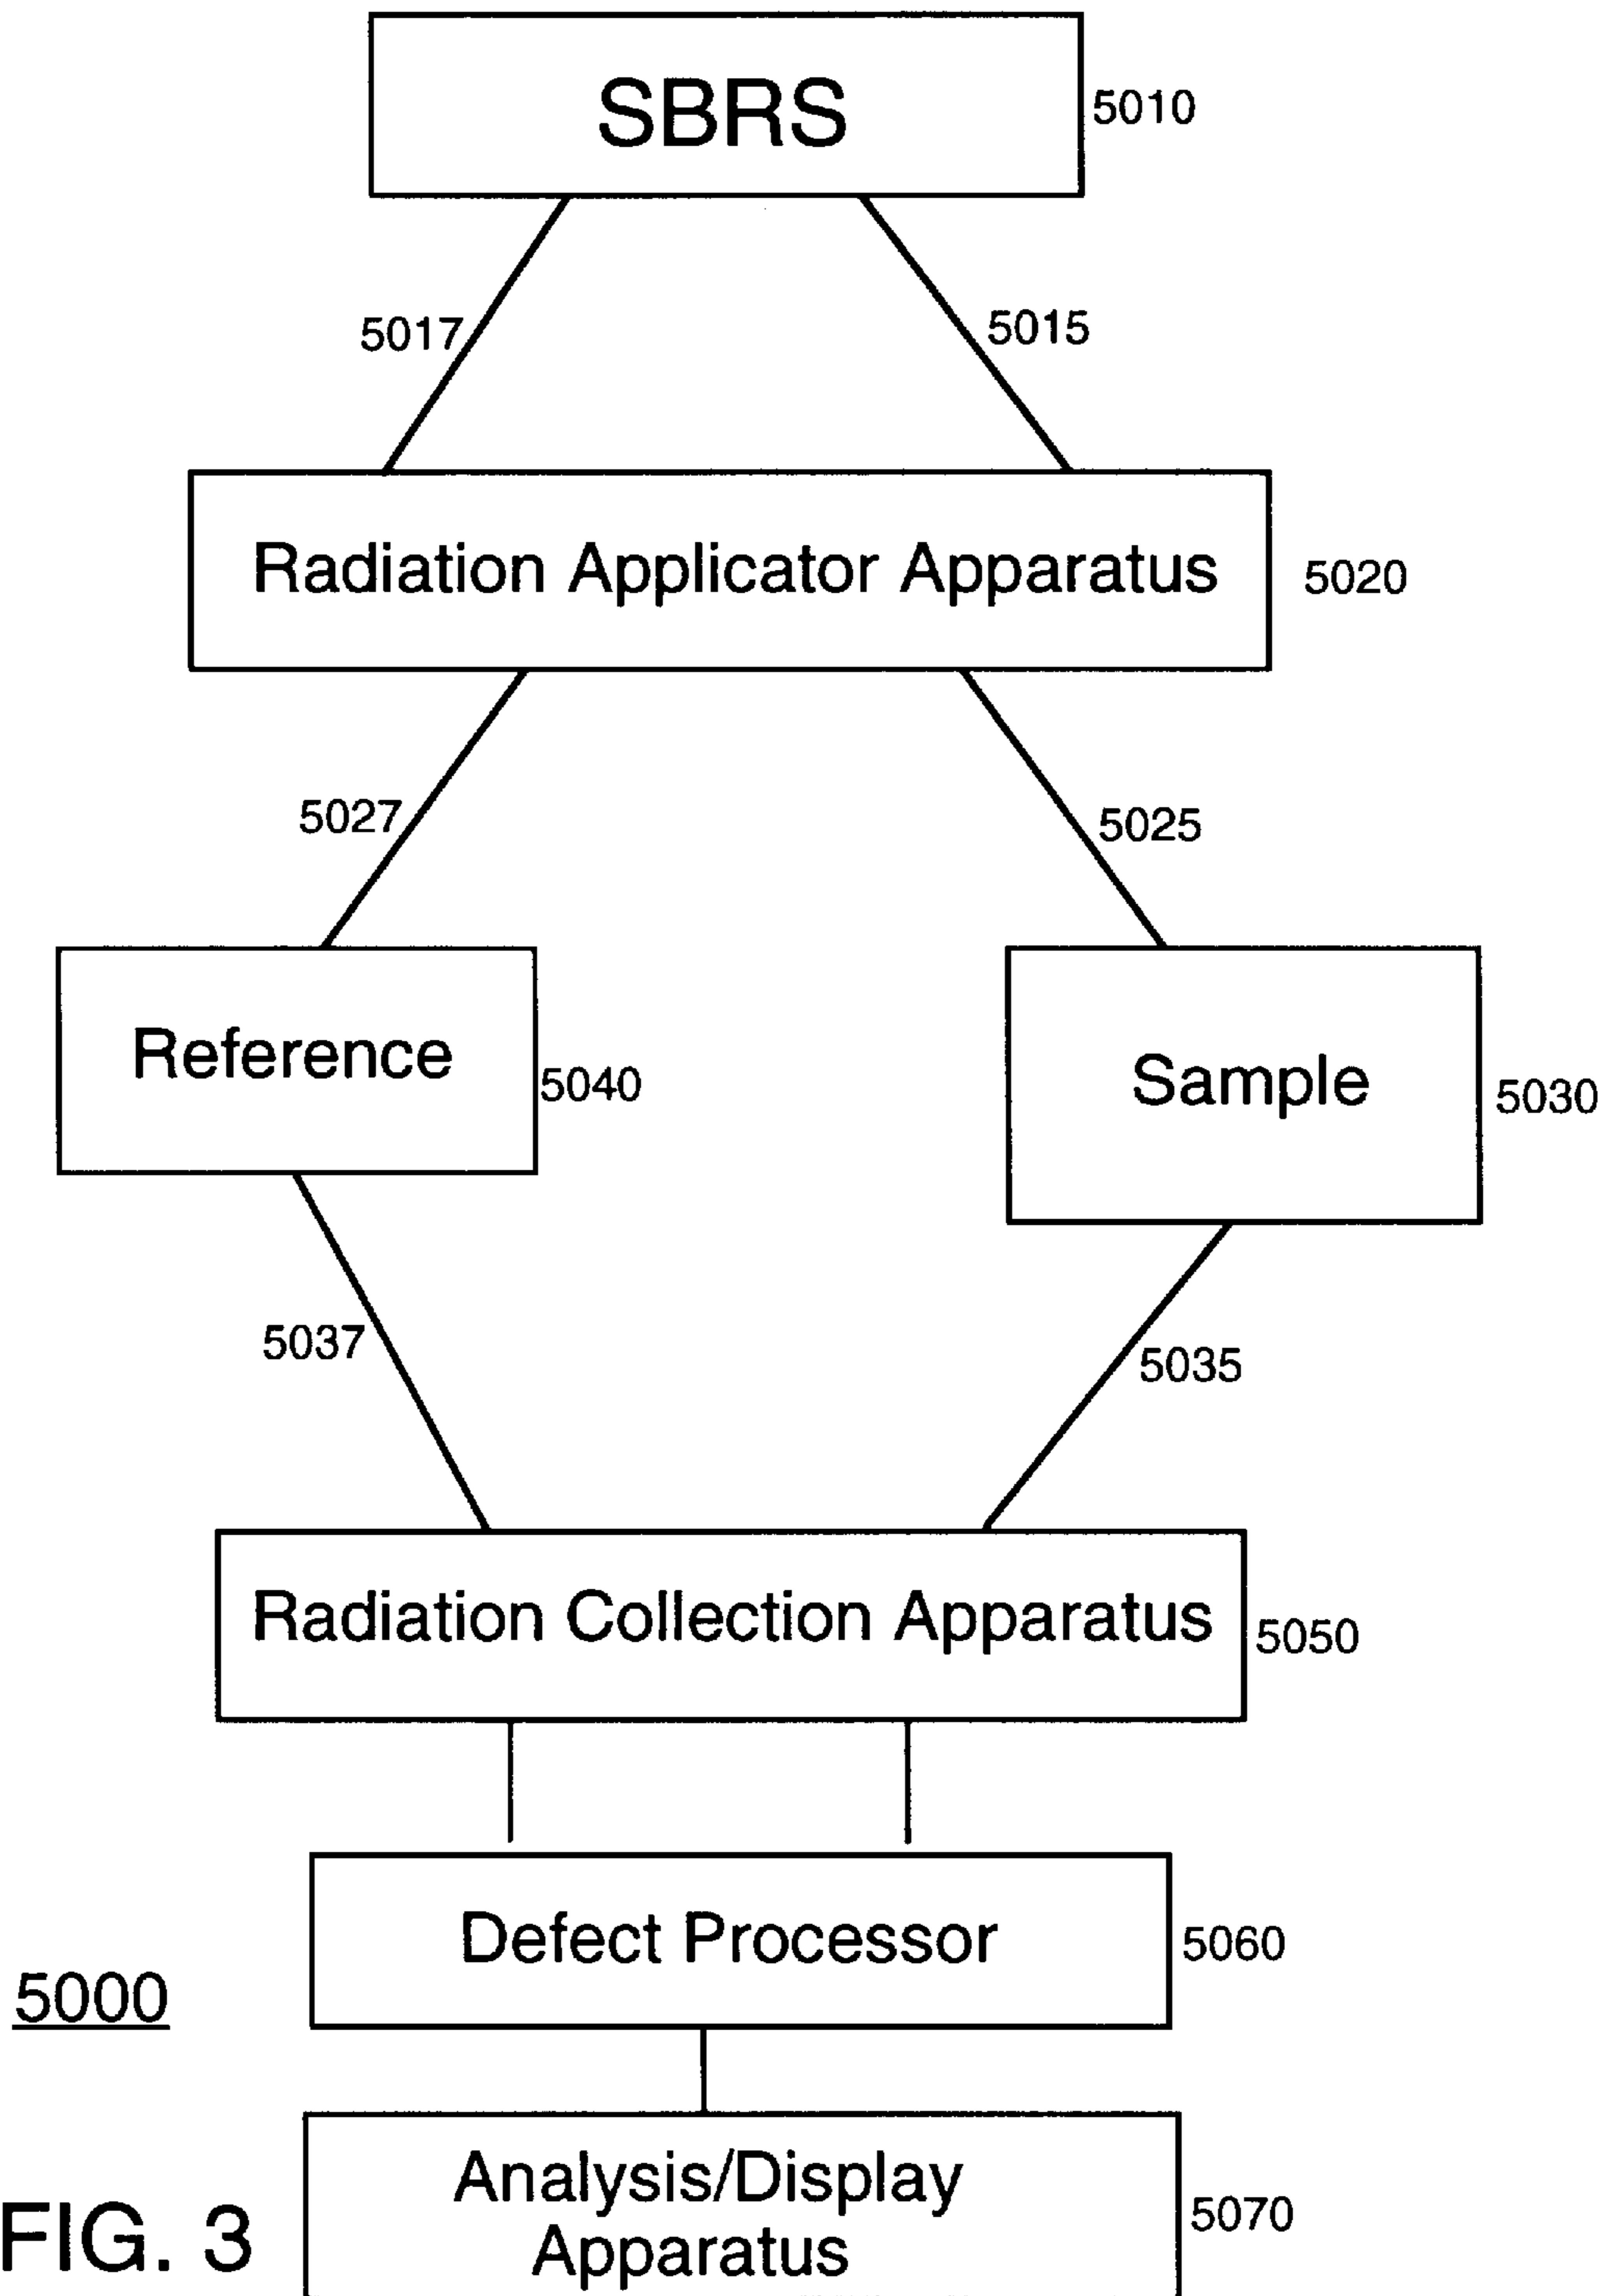 SBRS
5010
5017
5015
Radiation Applicator Apparatus
5020
5027
5025
Reference
5040
Sample
5030
5037
5035
Radiation Collection Apparatus
5050
Defect Processor
5060
5000
Analysis/Display
Apparatus
5070
FIG. 3